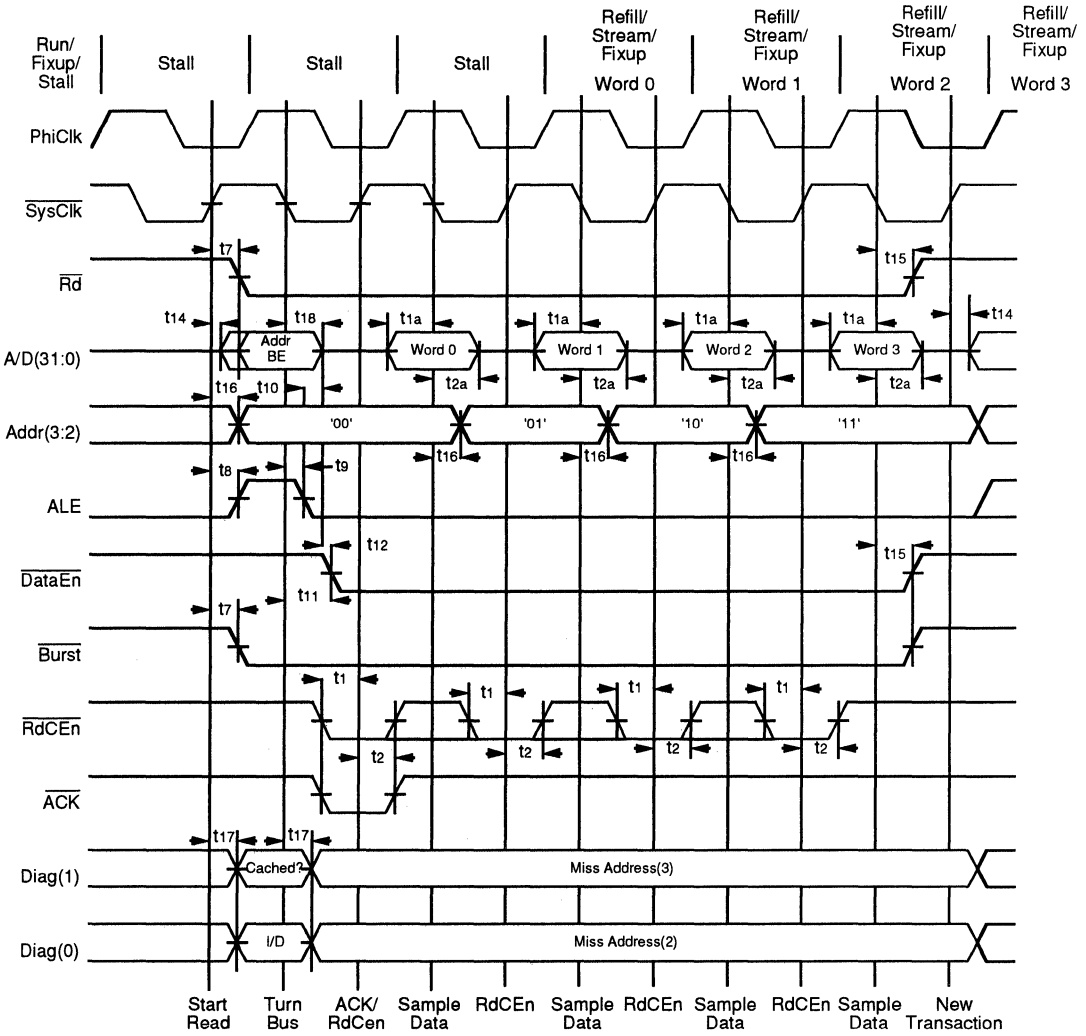 Run/
Fixup/
Stall
Stall
Stall
Stall
Refill/
Stream/
Fixup
Word 0
Refill/
Stream/
Fixup
Word 1
Refill/
Stream/
Fixup
Word 2
Refill/
Stream/
Fixup
Word 3
PhiClk
SysClk
Rd
t7
t15
A/D(31:0)
t14
t18
t1a
t1a
t1a
t1a
t14
Addr
BE
Word 0
Word 1
Word 2
Word 3
t2a
t2a
t2a
t2a
Addr(3:2)
t16
t10
'00'
'01'
'10'
'11'
t16
t16
t16
ALE
t8
t9
DataEn
t12
t15
t11
Burst
t7
RdCEn
t1
t1
t1
t1
t2
t2
t2
t2
ACK
Diag(1)
t17
t17
Cached?
Miss Address(3)
Diag(0)
I/D
Miss Address(2)
Start
Read
Turn
Bus
ACK/
RdCen
Sample
Data
RdCEn
Sample
Data
RdCEn
Sample
Data
RdCEn
Sample
Data
New
Transaction